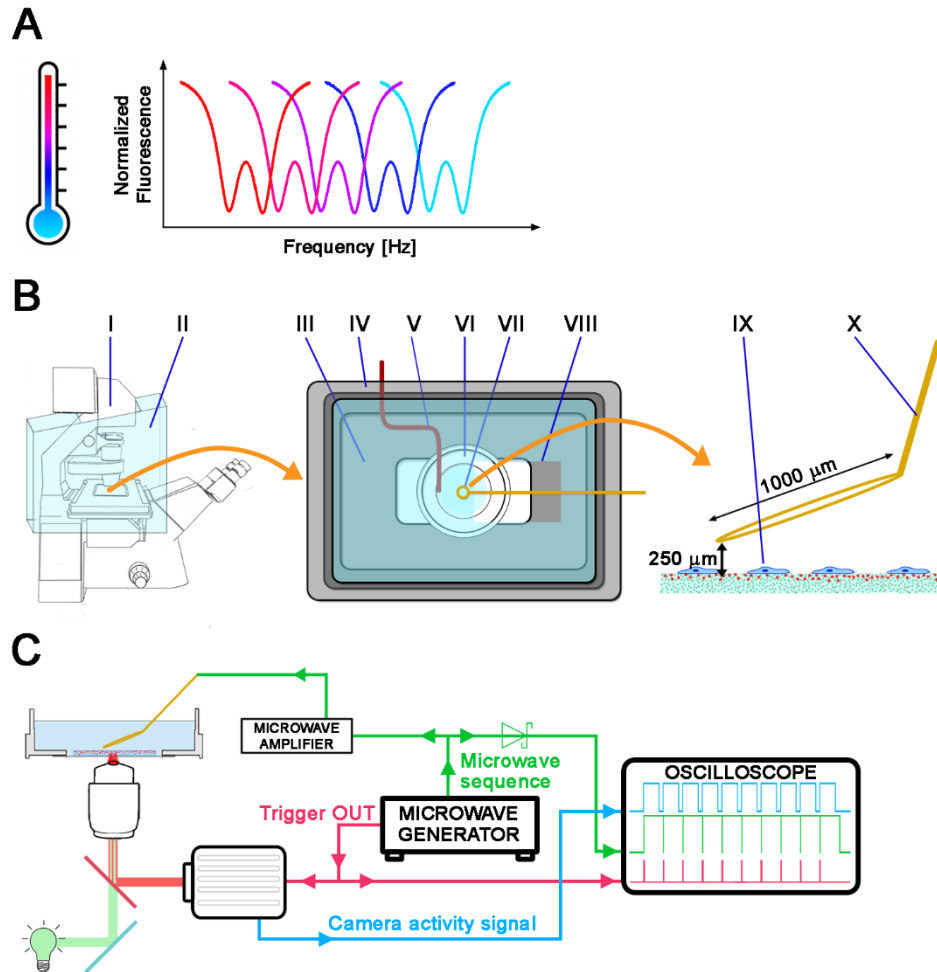 A
Normalized
Fluorescence
Frequency [Hz]
B
I II III IV V VI VII VIII IX X
1000 μm
250 μm
C
MICROWAVE
AMPLIFIER
Microwave
sequence
OSCILLOSCOPE
Trigger OUT
MICROWAVE
GENERATOR
Camera activity signal